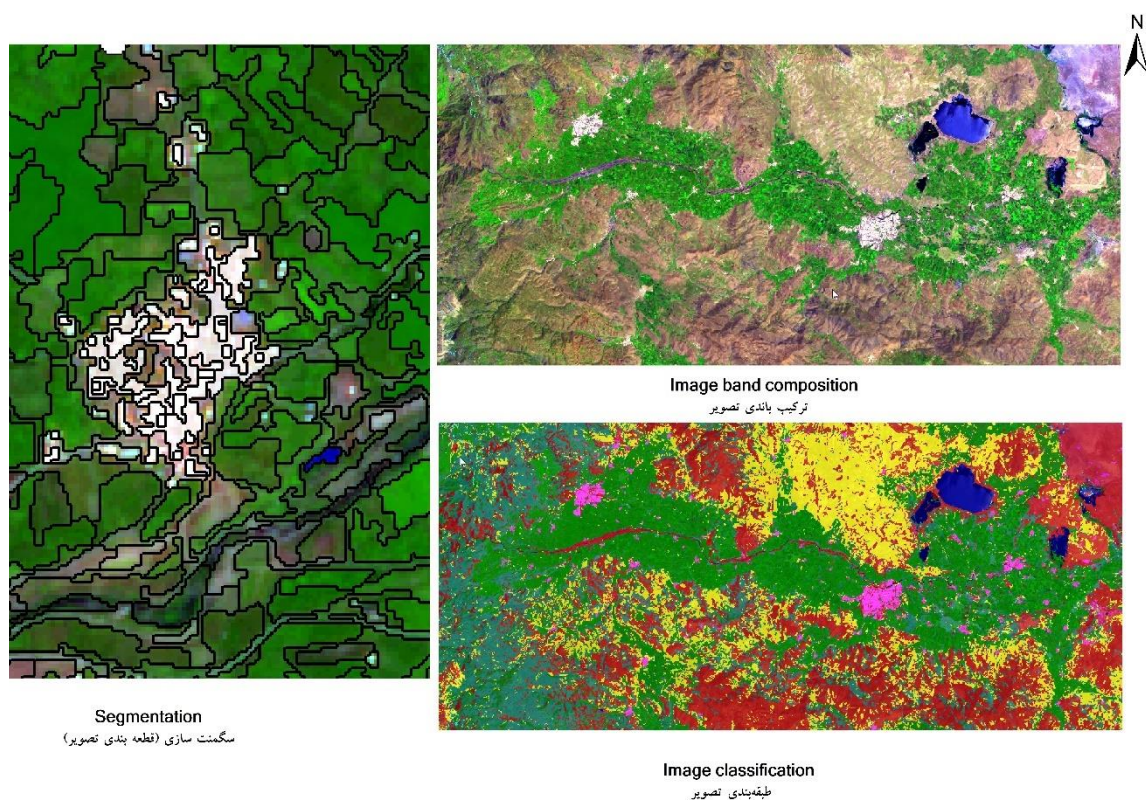 N
Image band composition
ترکیب باندی تصویر
Segmentation
سگمنت سازی (قطعه بندی تصویر)
Image classification
طبقه‌بندی تصویر